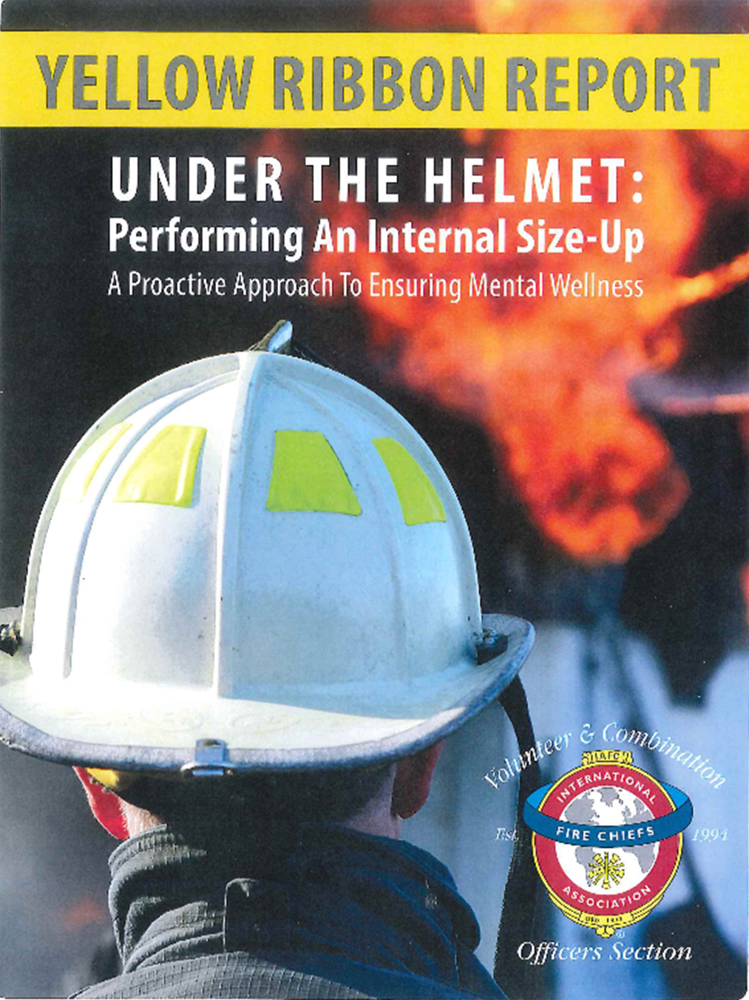 YELLOW RIBBON REPORT
UNDER THE HELMET:
Performing An Internal Size-Up
A Proactive Approach To Ensuring Mental Wellness
Volunteer & Combination
IAFC
INTERNATIONAL
FIRE CHIEFS
Est. 1994
ASSOCIATION
Officers Section